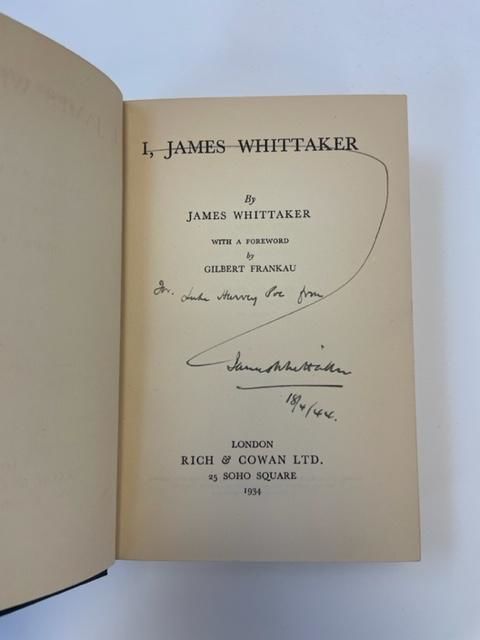 I, JAMES WHITTAKER
By
JAMES WHITTAKER
WITH A FOREWORD
by
GILBERT FRANKAU
For. Luke Harvey Poe from
James Whittaker
18/4/44.
LONDON
RICH & COWAN LTD.
25 SOHO SQUARE
1934